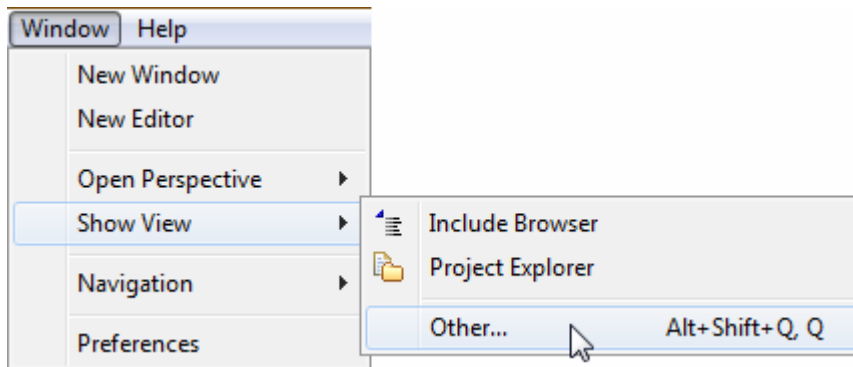 Window Help
New Window
New Editor
Open Perspective
Show View
Include Browser
Project Explorer
Other... Alt+Shift+Q, Q
Navigation
Preferences